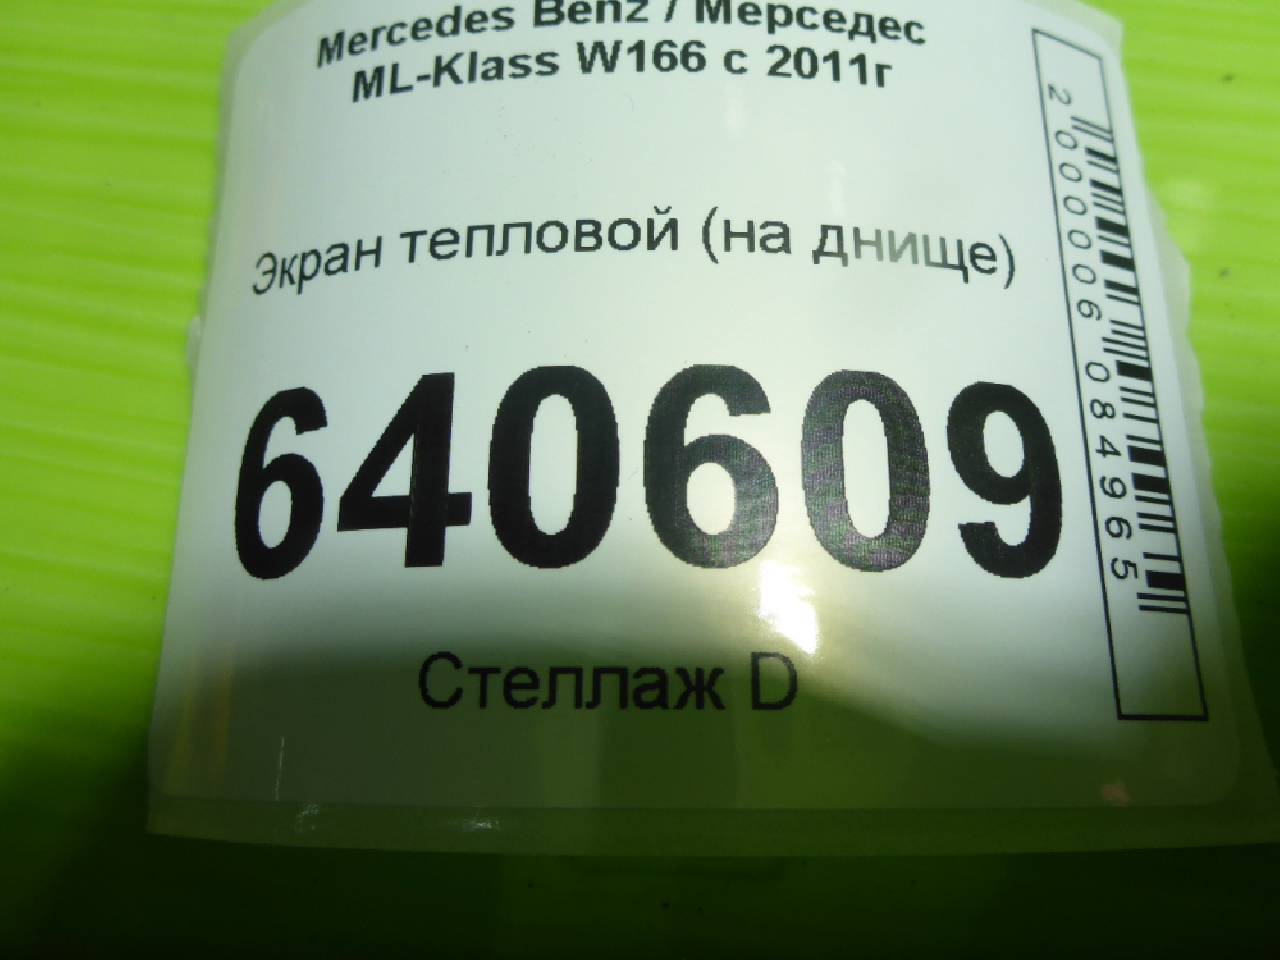 Mercedes Benz / Мерседес
ML-Klass W166 с 2011г
Экран тепловой (на днище)
640609
Стеллаж D
2000006084965